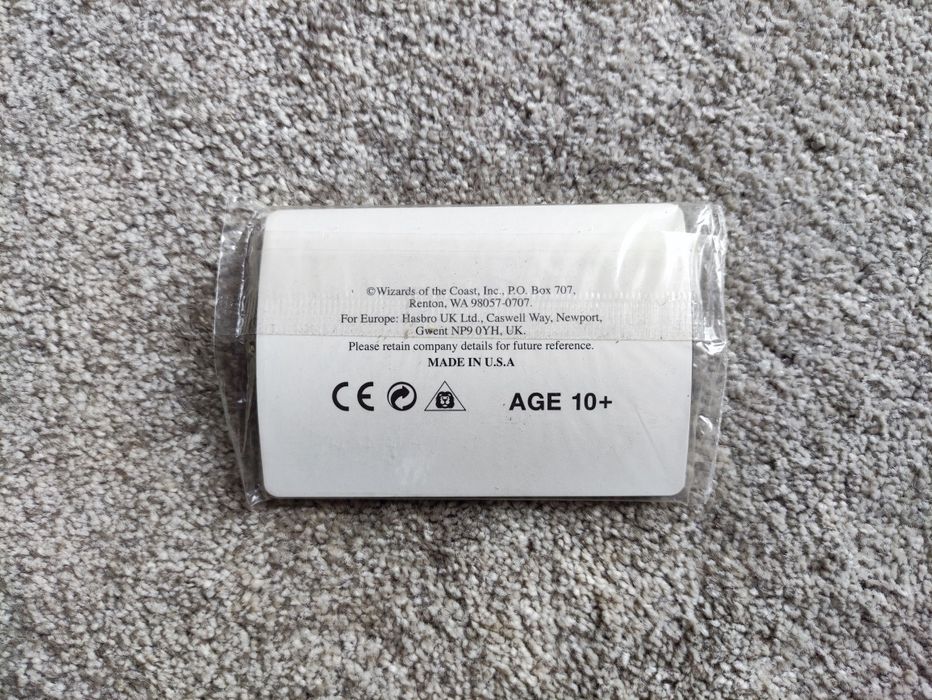 ©Wizards of the Coast, Inc., P.O. Box 707,
Renton, WA 98057-0707.
For Europe: Hasbro UK Ltd., Caswell Way, Newport,
Gwent NP9 0YH, UK.
Please retain company details for future reference.
MADE IN U.S.A
CE AGE 10+